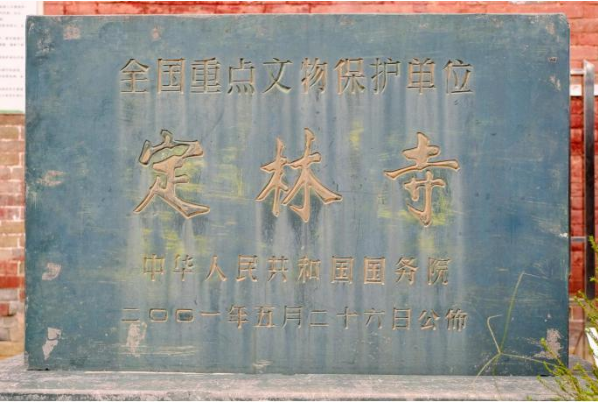 全国重点文物保护单位
定林寺
中华人民共和国国务院
二〇〇一年五月二十六日公佈